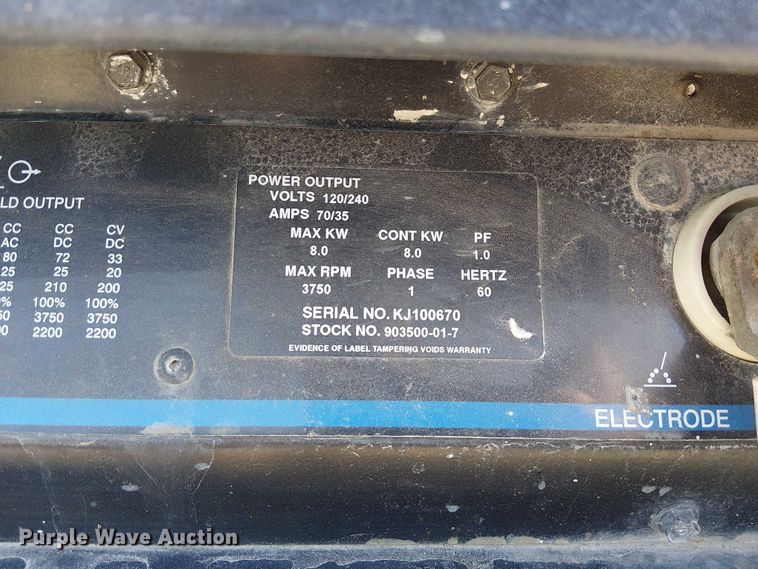 LD OUTPUT
CC CC CV
AC DC DC
80 72 33
25 25 20
25 210 200
100% 100%
3750 3750
2200 2200
POWER OUTPUT
VOLTS 120/240
AMPS 70/35
MAX KW CONT KW PF
8.0 8.0 1.0
MAX RPM PHASE HERTZ
3750 1 60
SERIAL NO. KJ100670
STOCK NO. 903500-01-7
EVIDENCE OF LABEL TAMPERING VOIDS WARRANTY
ELECTRODE
Purple Wave Auction